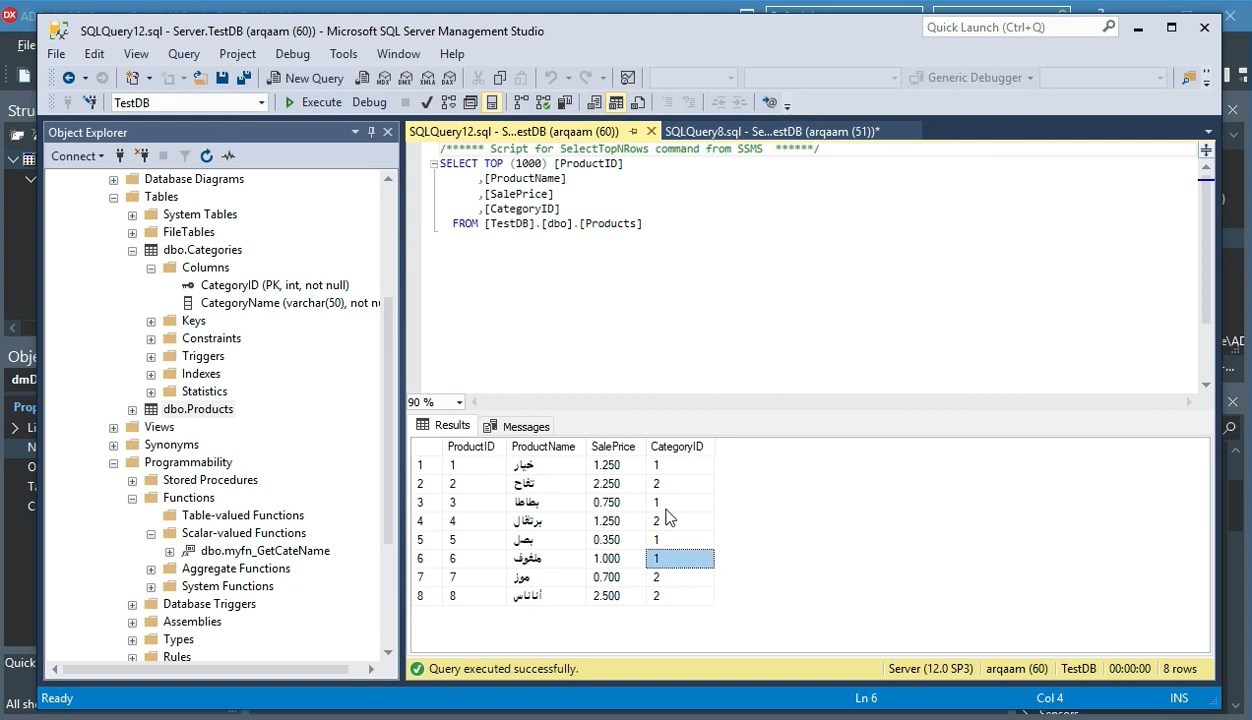 SQLQuery12.sql - Server.TestDB (arqaam (60)) - Microsoft SQL Server Management Studio
Quick Launch (Ctrl+Q)
File Edit View Query Project Debug Tools Window Help
New Query
Generic Debugger
TestDB
Execute Debug
Object Explorer
SQLQuery12.sql - S...estDB (arqaam (60))
SQLQuery8.sql - Se...estDB (arqaam (51))*
Connect
Database Diagrams
Tables
System Tables
FileTables
dbo.Categories
Columns
CategoryID (PK, int, not null)
CategoryName (varchar(50), not nu
Keys
Constraints
Triggers
Indexes
Statistics
dbo.Products
Views
Synonyms
Programmability
Stored Procedures
Functions
Table-valued Functions
Scalar-valued Functions
dbo.myfn_GetCateName
Aggregate Functions
System Functions
Database Triggers
Assemblies
Types
Rules
/****** Script for SelectTopNRows command from SSMS  ******/
SELECT TOP (1000) [ProductID]
,[ProductName]
,[SalePrice]
,[CategoryID]
FROM [TestDB].[dbo].[Products]
90 %
Results Messages
ProductID ProductName SalePrice CategoryID
1 1 خيار 1.250 1
2 2 تفاح 2.250 2
3 3 بطاطا 0.750 1
4 4 برتقال 1.250 2
5 5 بصل 0.350 1
6 6 ملفوف 1.000 1
7 7 موز 0.700 2
8 8 أناناس 2.500 2
Query executed successfully.
Server (12.0 SP3) arqaam (60) TestDB 00:00:00 8 rows
Ready
Ln 6 Col 4 INS